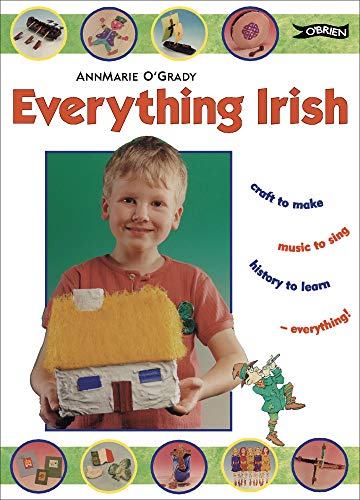 O'BRIEN
ANNMARIE O'GRADY
Everything Irish
craft to make
music to sing
history to learn
– everything!